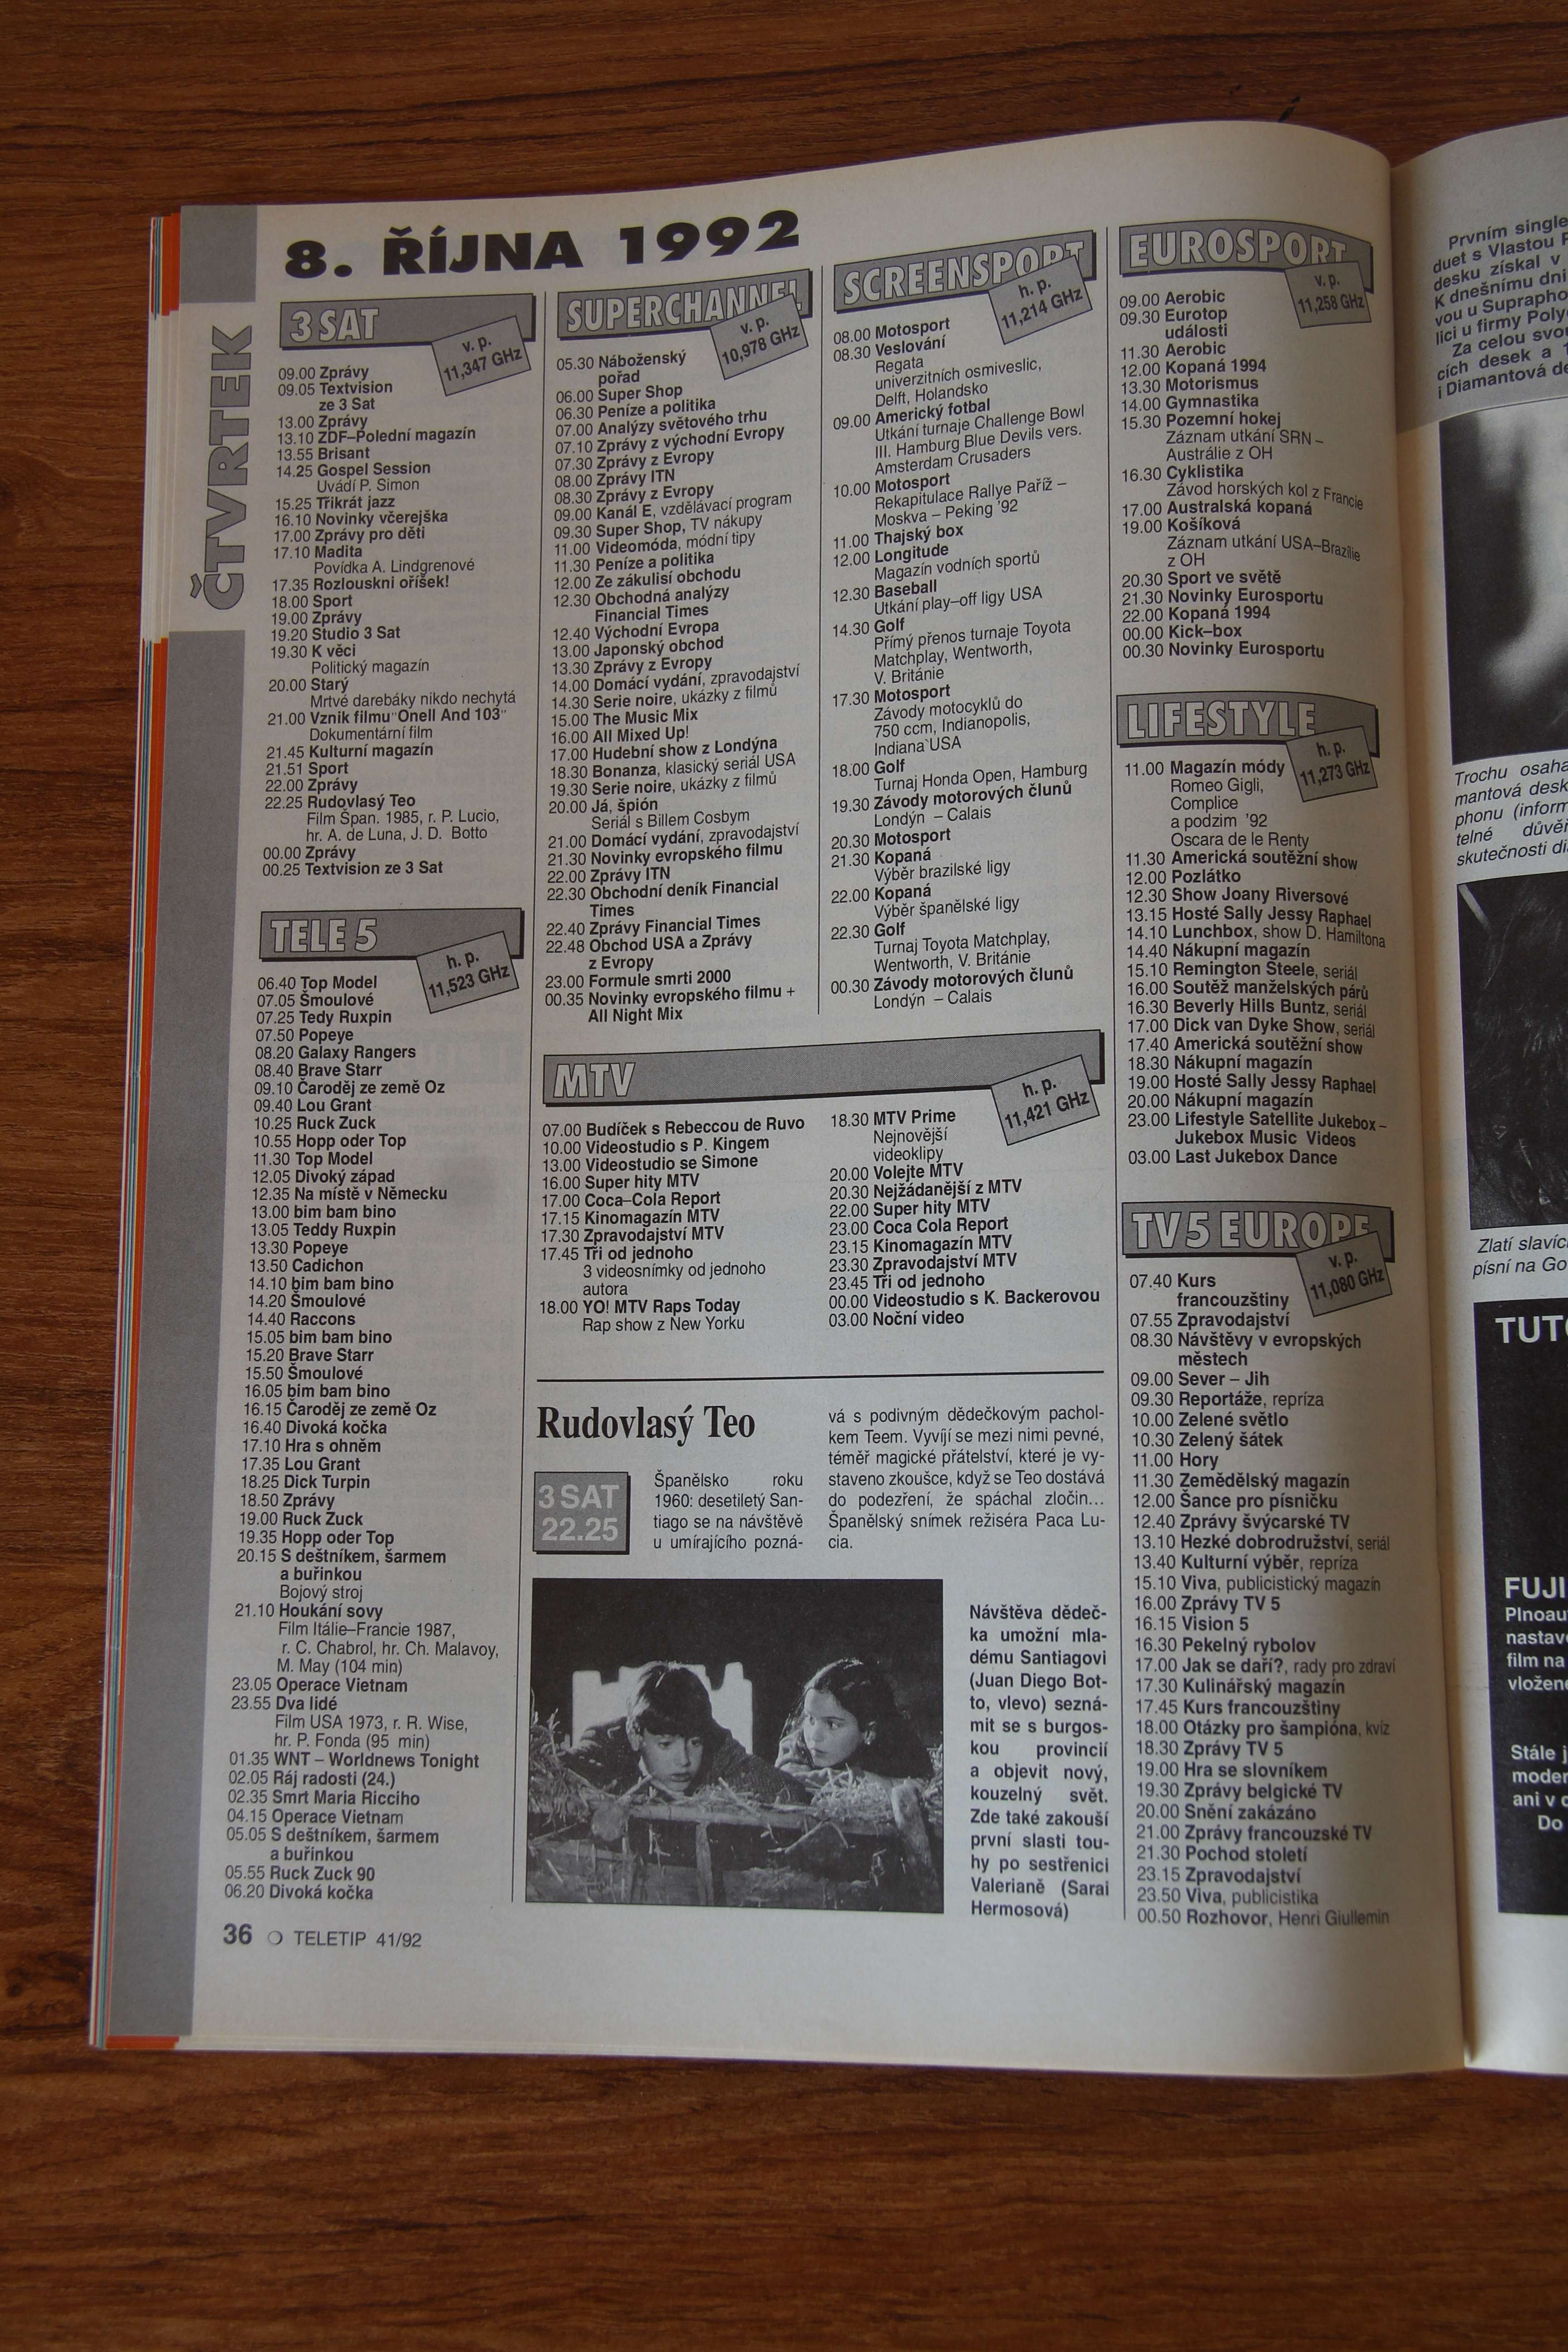 8. ŘÍJNA 1992
ČTVRTEK
3 SAT
v. p.
11,347 GHz
09.00 Zprávy
09.05 Textvision
ze 3 Sat
13.00 Zprávy
13.10 ZDF–Polední magazín
13.55 Brisant
14.25 Gospel Session
Uvádí P. Simon
15.25 Třikrát jazz
16.10 Novinky včerejška
17.00 Zprávy pro děti
17.10 Madita
Povídka A. Lindgrenové
17.35 Rozlouskni oříšek!
18.00 Sport
19.00 Zprávy
19.20 Studio 3 Sat
19.30 K věci
Politický magazín
20.00 Starý
Mrtvé darebáky nikdo nechytá
21.00 Vznik filmu"Onell And 103"
Dokumentární film
21.45 Kulturní magazín
21.51 Sport
22.00 Zprávy
22.25 Rudovlasý Teo
Film Špan. 1985, r. P. Lucio,
hr. A. de Luna, J. D. Botto
00.00 Zprávy
00.25 Textvision ze 3 Sat
TELE 5
h. p.
11,523 GHz
06.40 Top Model
07.05 Šmoulové
07.25 Tedy Ruxpin
07.50 Popeye
08.20 Galaxy Rangers
08.40 Brave Starr
09.10 Čaroděj ze země Oz
09.40 Lou Grant
10.25 Ruck Zuck
10.55 Hopp oder Top
11.30 Top Model
12.05 Divoký západ
12.35 Na místě v Německu
13.00 bim bam bino
13.05 Teddy Ruxpin
13.30 Popeye
13.50 Cadichon
14.10 bim bam bino
14.20 Šmoulové
14.40 Raccons
15.05 bim bam bino
15.20 Brave Starr
15.50 Šmoulové
16.05 bim bam bino
16.15 Čaroděj ze země Oz
16.40 Divoká kočka
17.10 Hra s ohněm
17.35 Lou Grant
18.25 Dick Turpin
18.50 Zprávy
19.00 Ruck Zuck
19.35 Hopp oder Top
20.15 S deštníkem, šarmem
a buřinkou
Bojový stroj
21.10 Houkání sovy
Film Itálie–Francie 1987,
r. C. Chabrol, hr. Ch. Malavoy,
M. May (104 min)
23.05 Operace Vietnam
23.55 Dva lidé
Film USA 1973, r. R. Wise,
hr. P. Fonda (95 min)
01.35 WNT – Worldnews Tonight
02.05 Ráj radosti (24.)
02.35 Smrt Maria Ricciho
04.15 Operace Vietnam
05.05 S deštníkem, šarmem
a buřinkou
05.55 Ruck Zuck 90
06.20 Divoká kočka
SUPERCHANNEL
v. p.
10,978 GHz
05.30 Náboženský
pořad
06.00 Super Shop
06.30 Peníze a politika
07.00 Analýzy světového trhu
07.10 Zprávy z východní Evropy
07.30 Zprávy z Evropy
08.00 Zprávy ITN
08.30 Zprávy z Evropy
09.00 Kanál E, vzdělávací program
09.30 Super Shop, TV nákupy
11.00 Videomóda, módní tipy
11.30 Peníze a politika
12.00 Ze zákulisí obchodu
12.30 Obchodná analýzy
Financial Times
12.40 Východní Evropa
13.00 Japonský obchod
13.30 Zprávy z Evropy
14.00 Domácí vydání, zpravodajství
14.30 Serie noire, ukázky z filmů
15.00 The Music Mix
16.00 All Mixed Up!
17.00 Hudební show z Londýna
18.30 Bonanza, klasický seriál USA
19.30 Serie noire, ukázky z filmů
20.00 Já, špión
Seriál s Billem Cosbym
21.00 Domácí vydání, zpravodajství
21.30 Novinky evropského filmu
22.00 Zprávy ITN
22.30 Obchodní deník Financial
Times
22.40 Zprávy Financial Times
22.48 Obchod USA a Zprávy
z Evropy
23.00 Formule smrti 2000
00.35 Novinky evropského filmu +
All Night Mix
SCREENSPORT
h. p.
11,214 GHz
08.00 Motosport
08.30 Veslování
Regata
univerzitních osmiveslic,
Delft, Holandsko
09.00 Americký fotbal
Utkání turnaje Challenge Bowl
III. Hamburg Blue Devils vers.
Amsterdam Crusaders
10.00 Motosport
Rekapitulace Rallye Paříž –
Moskva – Peking '92
11.00 Thajský box
12.00 Longitude
Magazín vodních sportů
12.30 Baseball
Utkání play–off ligy USA
14.30 Golf
Přímý přenos turnaje Toyota
Matchplay, Wentworth,
V. Británie
17.30 Motosport
Závody motocyklů do
750 ccm, Indianopolis,
Indiana USA
18.00 Golf
Turnaj Honda Open, Hamburg
19.30 Závody motorových člunů
Londýn – Calais
20.30 Motosport
21.30 Kopaná
Výběr brazilské ligy
22.00 Kopaná
Výběr španělské ligy
22.30 Golf
Turnaj Toyota Matchplay,
Wentworth, V. Británie
00.30 Závody motorových člunů
Londýn – Calais
MTV
h. p.
11,421 GHz
07.00 Budíček s Rebeccou de Ruvo
10.00 Videostudio s P. Kingem
13.00 Videostudio se Simone
16.00 Super hity MTV
17.00 Coca–Cola Report
17.15 Kinomagazín MTV
17.30 Zpravodajství MTV
17.45 Tři od jednoho
3 videosnímky od jednoho
autora
18.00 YO! MTV Raps Today
Rap show z New Yorku
18.30 MTV Prime
Nejnovější
videoklipy
20.00 Volejte MTV
20.30 Nejžádanější z MTV
22.00 Super hity MTV
23.00 Coca Cola Report
23.15 Kinomagazín MTV
23.30 Zpravodajství MTV
23.45 Tři od jednoho
00.00 Videostudio s K. Backerovou
03.00 Noční video
Rudovlasý Teo
3 SAT
22.25
Španělsko roku
1960: desetiletý San-
tiago se na návštěvě
u umírajícího pozná-
vá s podivným dědečkovým pachol-
kem Teem. Vyvíjí se mezi nimi pevné,
téměř magické přátelství, které je vy-
staveno zkoušce, když se Teo dostává
do podezření, že spáchal zločin...
Španělský snímek režiséra Paca Lu-
cia.
Návštěva dědeč-
ka umožní mla-
dému Santiagovi
(Juan Diego Bot-
to, vlevo) sezná-
mit se s burgos-
kou provincií
a objevit nový,
kouzelný svět.
Zde také zakouší
první slasti tou-
hy po sestřenici
Valerianě (Sarai
Hermosová)
EUROSPORT
v. p.
11,258 GHz
09.00 Aerobic
09.30 Eurotop
události
11.30 Aerobic
12.00 Kopaná 1994
13.30 Motorismus
14.00 Gymnastika
15.30 Pozemní hokej
Záznam utkání SRN –
Austrálie z OH
16.30 Cyklistika
Závod horských kol z Francie
17.00 Australská kopaná
19.00 Košíková
Záznam utkání USA–Brazílie
z OH
20.30 Sport ve světě
21.30 Novinky Eurosportu
22.00 Kopaná 1994
00.00 Kick–box
00.30 Novinky Eurosportu
LIFESTYLE
h. p.
11,273 GHz
11.00 Magazín módy
Romeo Gigli,
Complice
a podzim '92
Oscara de le Renty
11.30 Americká soutěžní show
12.00 Pozlátko
12.30 Show Joany Riversové
13.15 Hosté Sally Jessy Raphael
14.10 Lunchbox, show D. Hamiltona
14.40 Nákupní magazín
15.10 Remington Steele, seriál
16.00 Soutěž manželských párů
16.30 Beverly Hills Buntz, seriál
17.00 Dick van Dyke Show, seriál
17.40 Americká soutěžní show
18.30 Nákupní magazín
19.00 Hosté Sally Jessy Raphael
20.00 Nákupní magazín
23.00 Lifestyle Satellite Jukebox –
Jukebox Music Videos
03.00 Last Jukebox Dance
TV5 EUROPE
v. p.
11,080 GHz
07.40 Kurs
francouzštiny
07.55 Zpravodajství
08.30 Návštěvy v evropských
městech
09.00 Sever – Jih
09.30 Reportáže, repríza
10.00 Zelené světlo
10.30 Zelený šátek
11.00 Hory
11.30 Zemědělský magazín
12.00 Šance pro písničku
12.40 Zprávy švýcarské TV
13.10 Hezké dobrodružství, seriál
13.40 Kulturní výběr, repríza
15.10 Viva, publicistický magazín
16.00 Zprávy TV 5
16.15 Vision 5
16.30 Pekelný rybolov
17.00 Jak se daří?, rady pro zdraví
17.30 Kulinářský magazín
17.45 Kurs francouzštiny
18.00 Otázky pro šampióna, kvíz
18.30 Zprávy TV 5
19.00 Hra se slovníkem
19.30 Zprávy belgické TV
20.00 Snění zakázáno
21.00 Zprávy francouzské TV
21.30 Pochod století
23.15 Zpravodajství
23.50 Viva, publicistika
00.50 Rozhovor, Henri Giullemin
36 ❍ TELETIP 41/92
Prvním single
duet s Vlastou
desku získal v
K dnešnímu dni
vou u Suprapho
lici u firmy Poly
Za celou svo
cích desek a 1
i Diamantová de
Trochu osaha
mantová desk
phonu (inform
telné důvě
skutečnosti di
Zlatí slavíc
písní na Go
TUT
FUJI
Plnoau
nastav
film na
vložen
Stále j
moder
ani v
Do